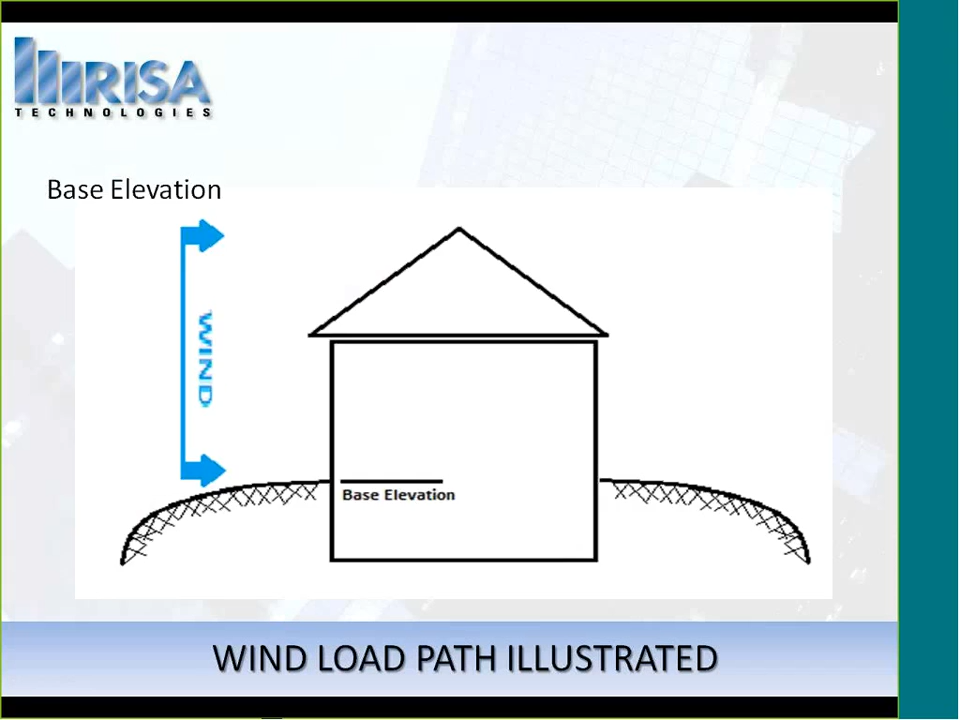 RISA
TECHNOLOGIES
Base Elevation
WIND
Base Elevation
WIND LOAD PATH ILLUSTRATED